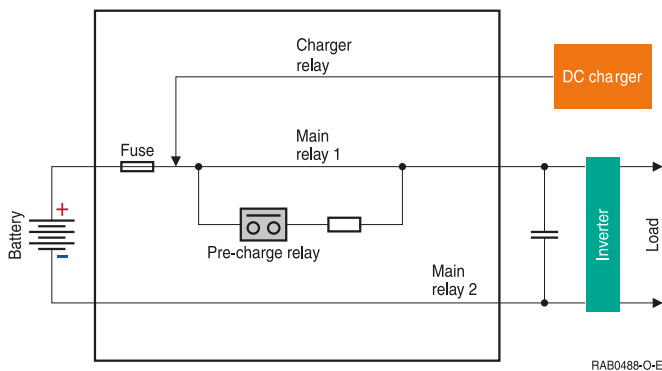 Charger
relay
DC charger
Fuse
Main
relay 1
+
Battery
-
Pre-charge relay
Main
relay 2
Inverter
Load
RAB0488-O-E